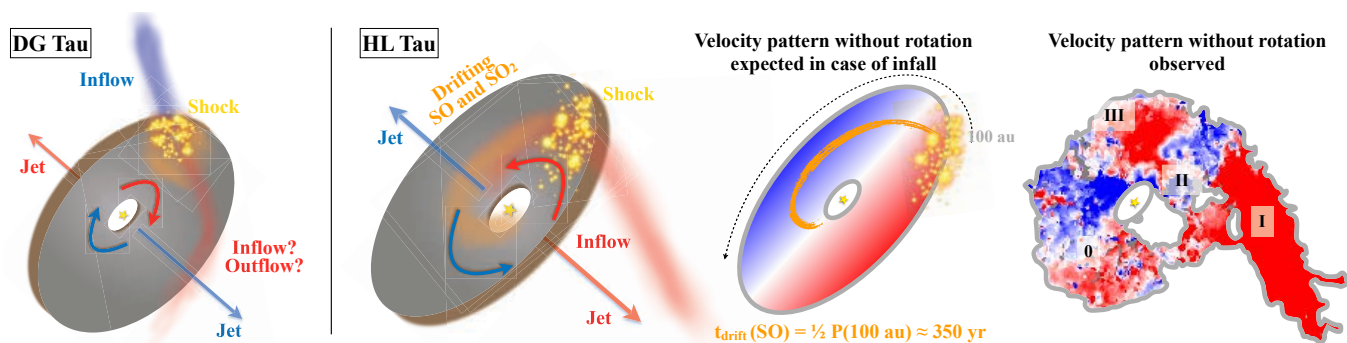 DG Tau
Inflow
Shock
Jet
Inflow?
Outflow?
Jet
HL Tau
Drifting
SO and SO₂
Shock
Jet
Inflow
Jet
Velocity pattern without rotation
expected in case of infall
100 au
t_drift (SO) = ½ P(100 au) ≈ 350 yr
Velocity pattern without rotation
observed
III
II
I
0